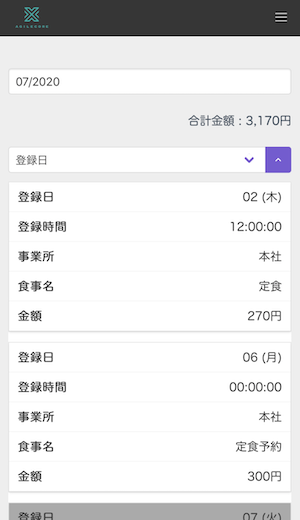 AGILECODE
07/2020
合計金額 : 3,170円
登録日
登録日 02 (木)
登録時間 12:00:00
事業所 本社
食事名 定食
金額 270円
登録日 06 (月)
登録時間 00:00:00
事業所 本社
食事名 定食予約
金額 300円
登録日 07 (火)